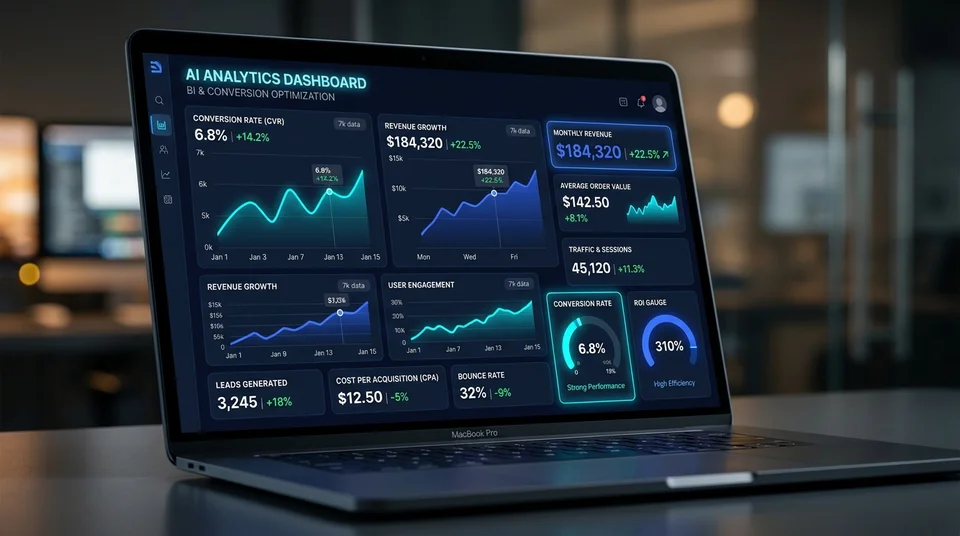 AI ANALYTICS DASHBOARD
BI & CONVERSION OPTIMIZATION
CONVERSION RATE (CVR)
7k data
6.8% | +14.2%
7k
6k
5k
0k
6.8%
+14.2%
Jan 1
Jan 3
Jan 7
Jan 13
Jan 15
REVENUE GROWTH
7k data
$184,320 | +22.5%
$15k
$10k
$5k
$184,320
+22.5%
Mon
Wed
Fri
MONTHLY REVENUE
$184,320 | +22.5% ↗
AVERAGE ORDER VALUE
$142.50
+8.1%
TRAFFIC & SESSIONS
45,120 | +11.3%
REVENUE GROWTH
7k data
$15k
$15k
$10k
0
Jan 1
Jan 9
Jan 13
Jan 15
USER ENGAGEMENT
7k data
30%
20%
10%
0
Jan 1
Jan 7
Jan 13
Jan 15
CONVERSION RATE
6.8%
0
Strong Performance
ROI GAUGE
310%
High Efficiency
LEADS GENERATED
3,245 | +18%
COST PER ACQUISITION (CPA)
$12.50 | -5%
BOUNCE RATE
32% | -9%
MacBook Pro